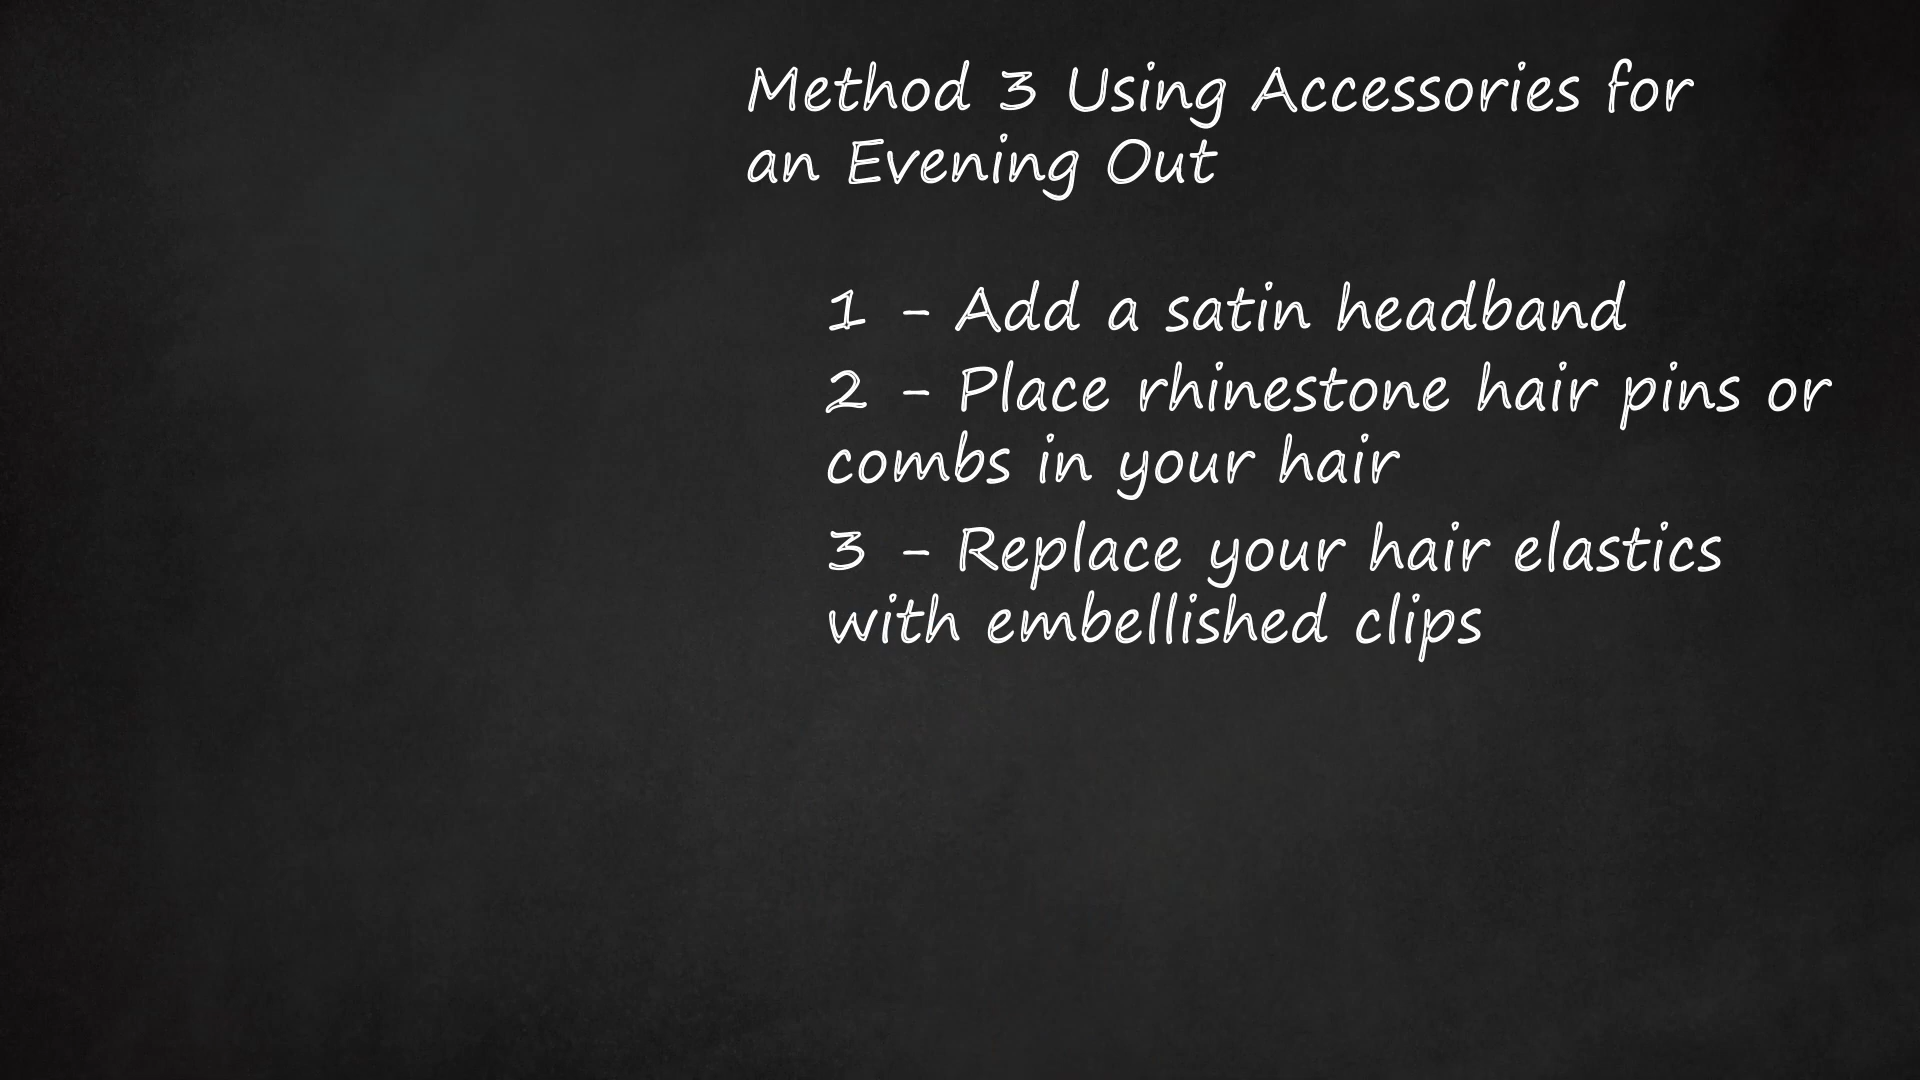 Method 3 Using Accessories for
an Evening Out
1 - Add a satin headband
2 - Place rhinestone hair pins or
combs in your hair
3 - Replace your hair elastics
with embellished clips